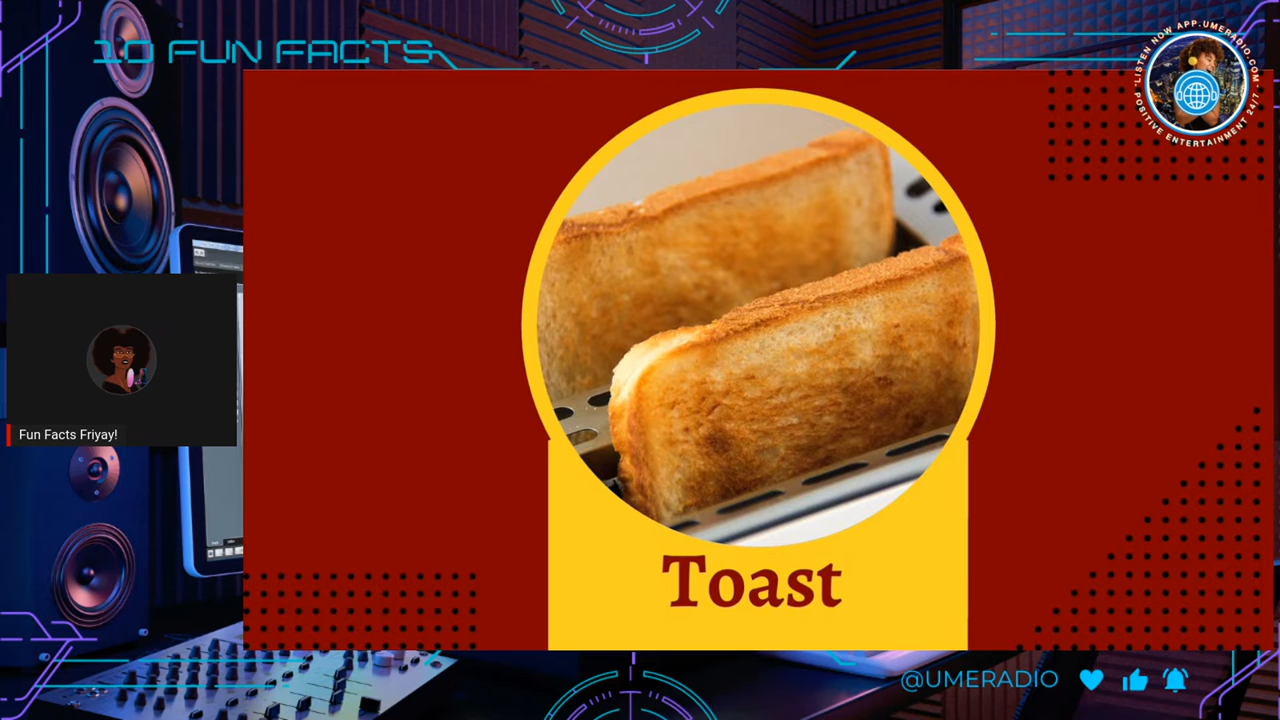 10 FUN FACTS
LISTEN NOW APP.UMERADIO.COM
POSITIVE ENTERTAINMENT 24/7
Fun Facts Friyay!
Toast
@UMERADIO